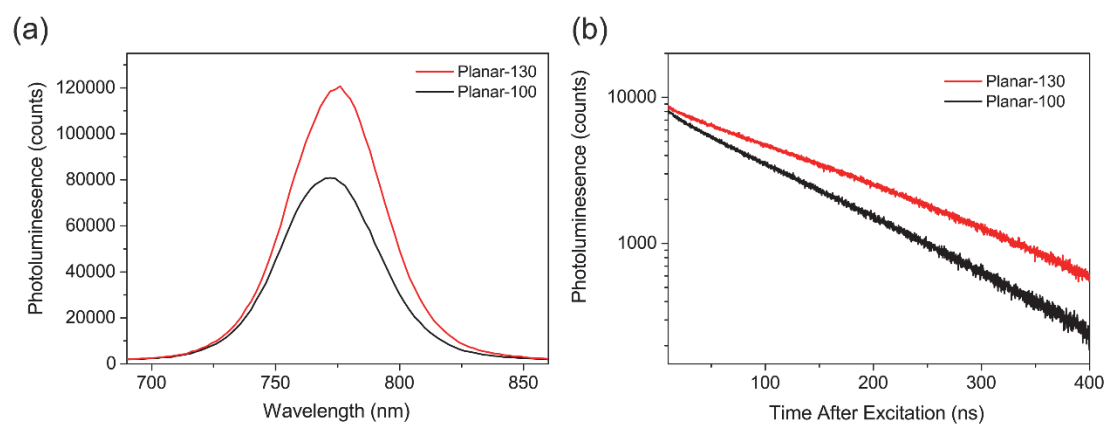 (a)
Photoluminesence (counts)
120000
100000
80000
60000
40000
20000
0
Planar-130
Planar-100
700
750
800
850
Wavelength (nm)
(b)
Photoluminesence (counts)
10000
1000
Planar-130
Planar-100
100
200
300
400
Time After Excitation (ns)